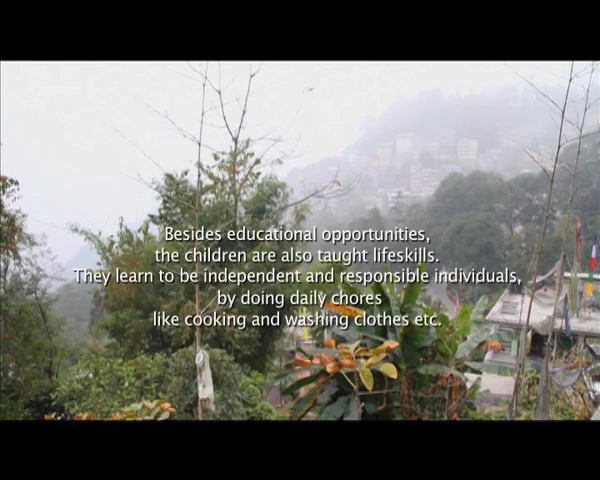 Besides educational opportunities,
the children are also taught lifeskills.
They learn to be independent and responsible individuals,
by doing daily chores
like cooking and washing clothes etc.